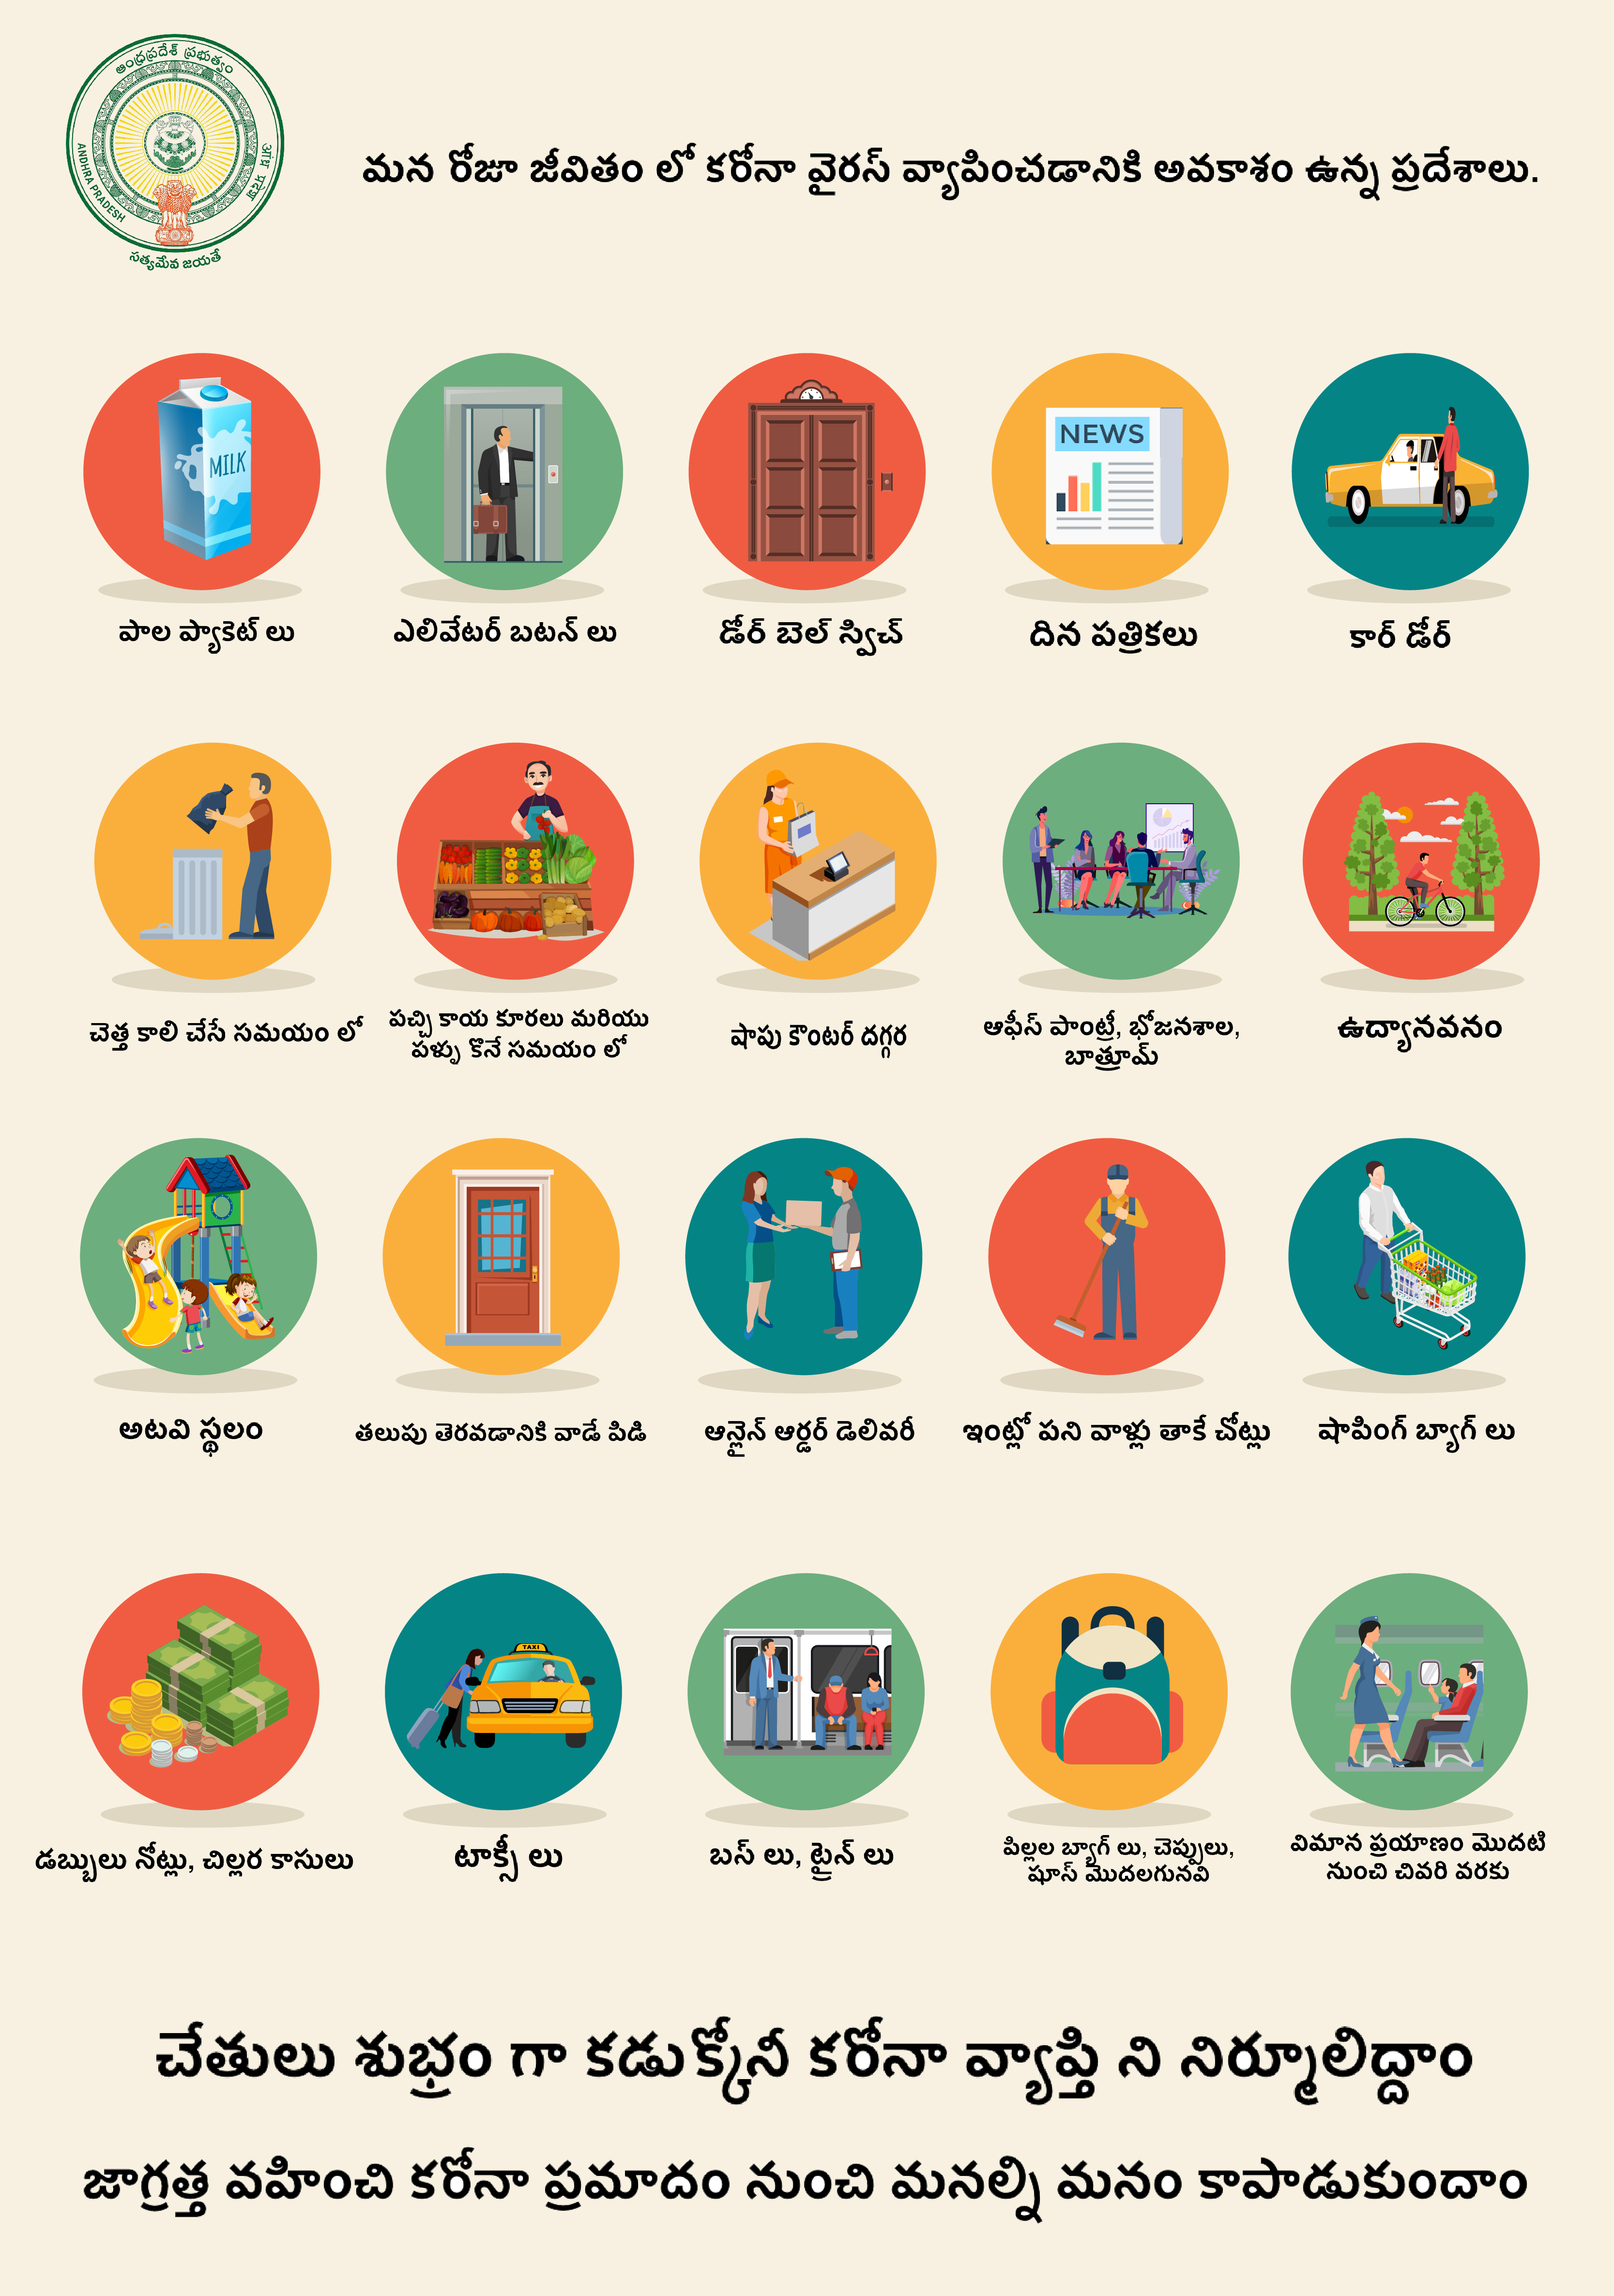 ఆంధ్రప్రదేశ్ ప్రభుత్వం
ANDHRA PRADESH
आंध्र प्रदेश
సత్యమేవ జయతే
మన రోజూ జీవితం లో కరోనా వైరస్ వ్యాపించడానికి అవకాశం ఉన్న ప్రదేశాలు.
MILK
NEWS
పాల ప్యాకెట్ లు
ఎలివేటర్ బటన్ లు
డోర్ బెల్ స్విచ్
దిన పత్రికలు
కార్ డోర్
చెత్త కాలి చేసే సమయం లో
పచ్చి కాయ కూరలు మరియు
పళ్ళు కొనే సమయం లో
షాపు కౌంటర్ దగ్గర
ఆఫీస్ పాంట్రీ, భోజనశాల,
బాత్రూమ్
ఉద్యానవనం
అటవి స్థలం
తలుపు తెరవడానికి వాడే పిడి
ఆన్లైన్ ఆర్డర్ డెలివరీ
ఇంట్లో పని వాళ్లు తాకే చోట్లు
షాపింగ్ బ్యాగ్ లు
TAXI
డబ్బులు నోట్లు, చిల్లర కాసులు
టాక్సీ లు
బస్ లు, ట్రైన్ లు
పిల్లల బ్యాగ్ లు, చెప్పులు,
షూస్ మొదలగునవి
విమాన ప్రయాణం మొదటి
నుంచి చివరి వరకు
చేతులు శుభ్రం గా కడుక్కోనీ కరోనా వ్యాప్తి ని నిర్మూలిద్దాం
జాగ్రత్త వహించి కరోనా ప్రమాదం నుంచి మనల్ని మనం కాపాడుకుందాం